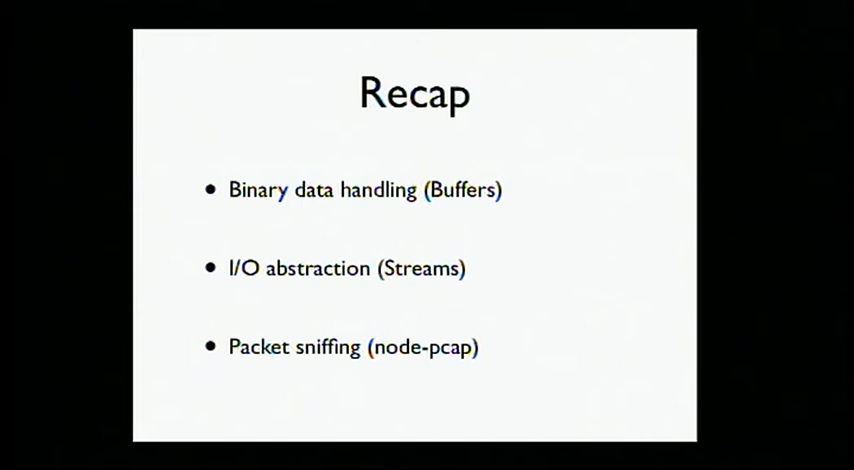 Recap
• Binary data handling (Buffers)
• I/O abstraction (Streams)
• Packet sniffing (node-pcap)